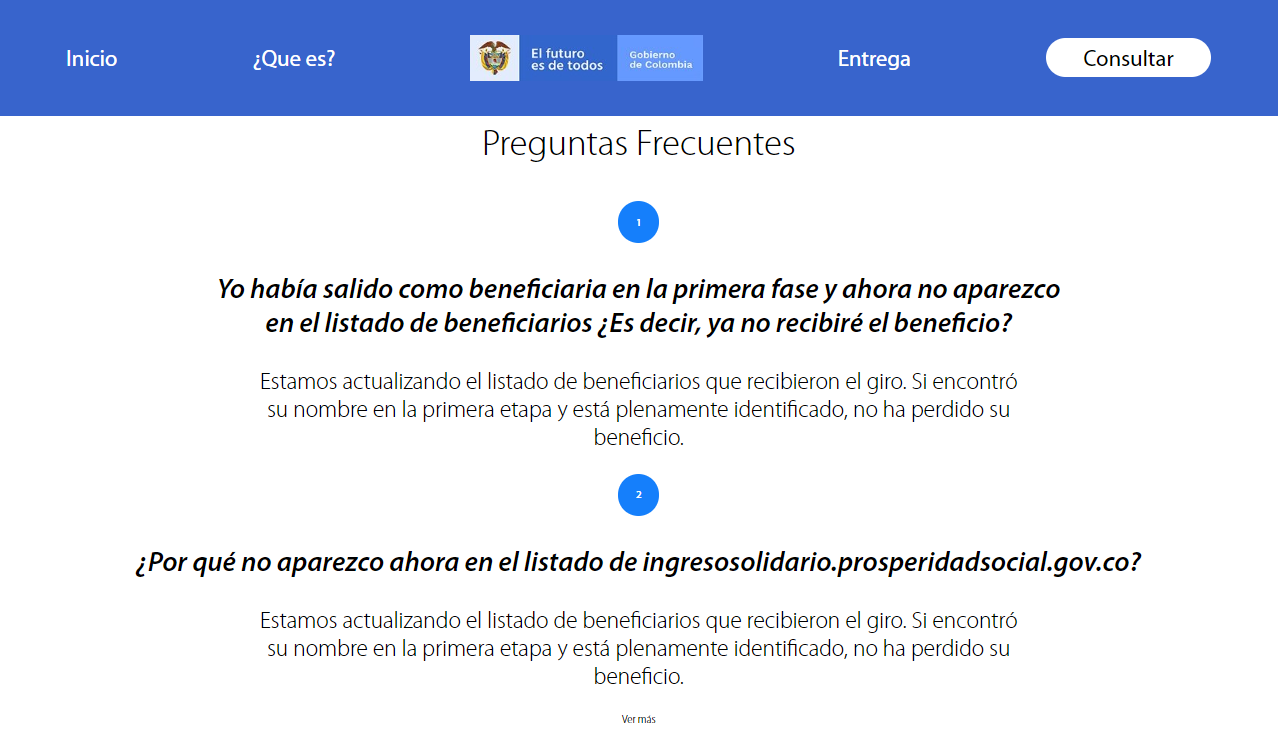 Inicio
¿Que es?
El futuro
es de todos
Gobierno
de Colombia
Entrega
Consultar
Preguntas Frecuentes
1
Yo había salido como beneficiaria en la primera fase y ahora no aparezco
en el listado de beneficiarios ¿Es decir, ya no recibiré el beneficio?
Estamos actualizando el listado de beneficiarios que recibieron el giro. Si encontró
su nombre en la primera etapa y está plenamente identificado, no ha perdido su
beneficio.
2
¿Por qué no aparezco ahora en el listado de ingresosolidario.prosperidadsocial.gov.co?
Estamos actualizando el listado de beneficiarios que recibieron el giro. Si encontró
su nombre en la primera etapa y está plenamente identificado, no ha perdido su
beneficio.
Ver más